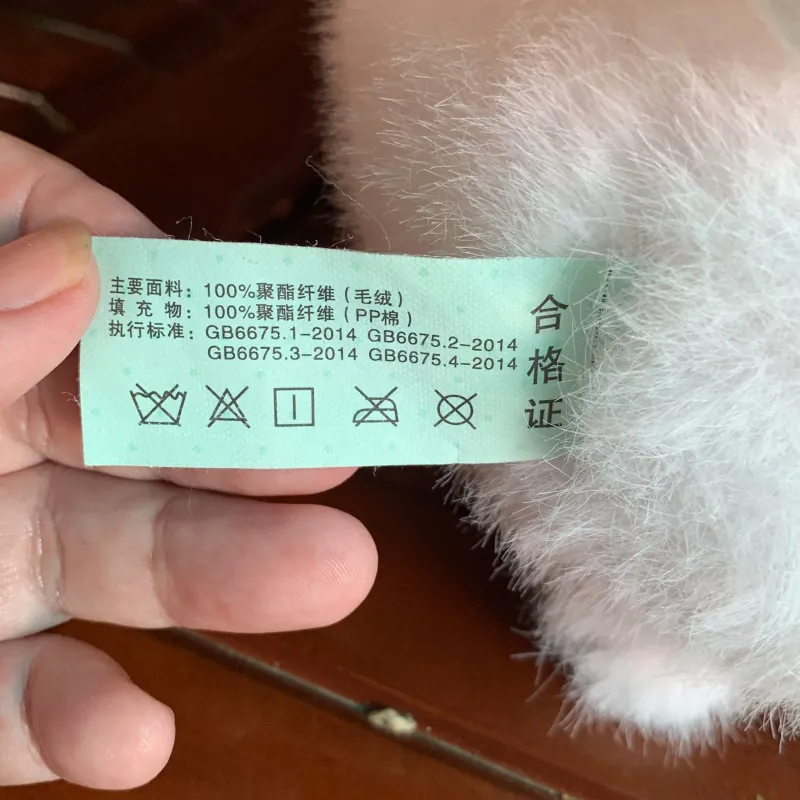 主要面料：100%聚酯纤维（毛绒）
填 充 物：100%聚酯纤维（PP棉）
执行标准：GB6675.1-2014 GB6675.2-2014
GB6675.3-2014 GB6675.4-2014
合格证